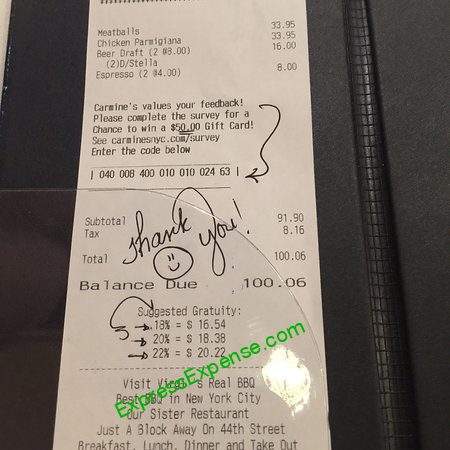 Meatballs 33.95
Chicken Parmigiana 33.95
Beer Draft (2 @8.00) 16.00
(2)D/Stella
Espresso (2 @4.00) 8.00
Carmine's values your feedback!
Please complete the survey for a
Chance to win a $50.00 Gift Card!
See carminesnyc.com/survey
Enter the code below
| 040 008 400 010 010 024 63 |
Thank you!
Subtotal 91.90
Tax 8.16
Total 100.06
Balance Due 100.06
Suggested Gratuity:
18% = $ 16.54
20% = $ 18.38
22% = $ 20.22
ExpressExpense.com
Visit Virgil's Real BBQ
Best BBQ in New York City
Our Sister Restaurant
Just A Block Away On 44th Street
Breakfast, Lunch, Dinner and Take Out